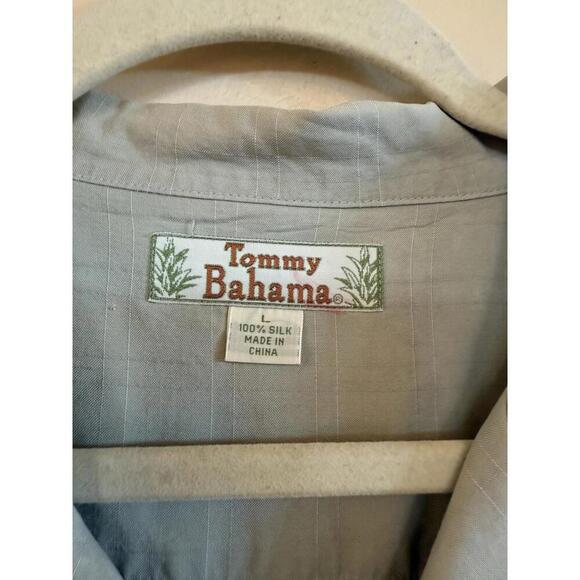 Tommy
Bahama®
L
100% SILK
MADE IN
CHINA